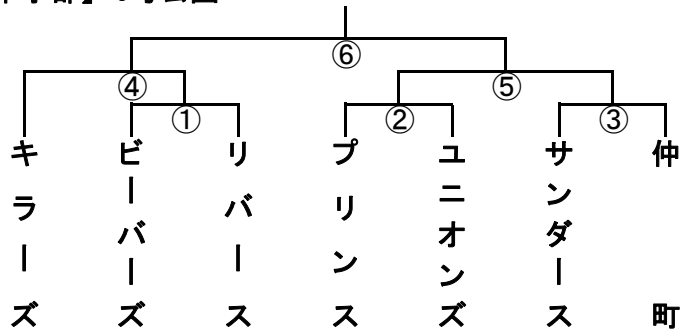 ⑥
④
⑤
①
②
③
キラーズ
ビーバーズ
リバース
プリンス
ユニオンズ
サンダース
仲町